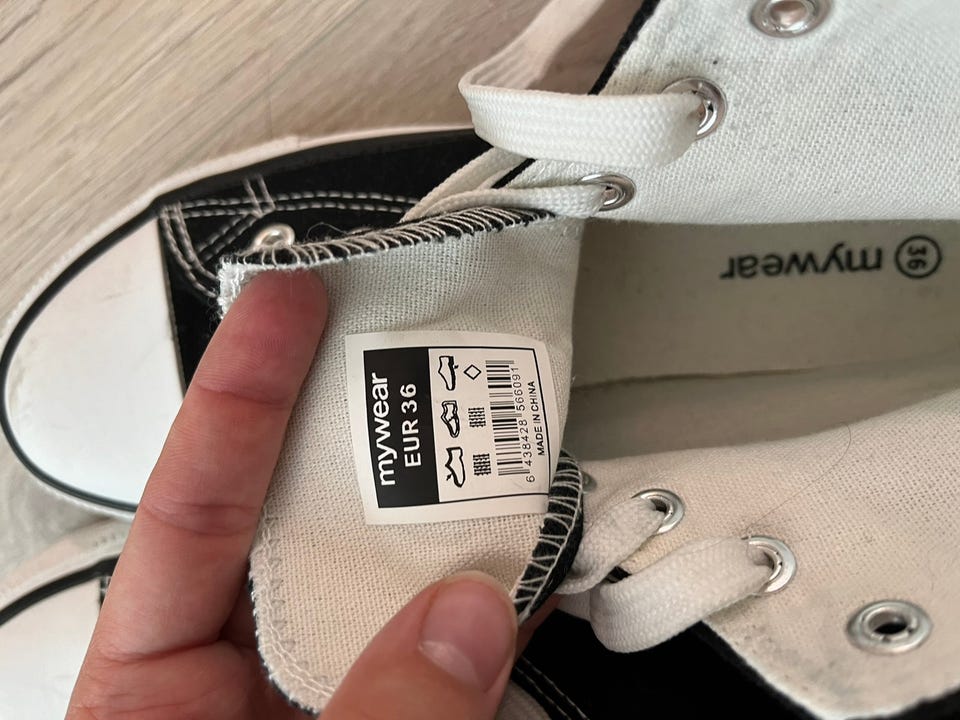 mywear
EUR 36
6 438428 566091
MADE IN CHINA
36 mywear